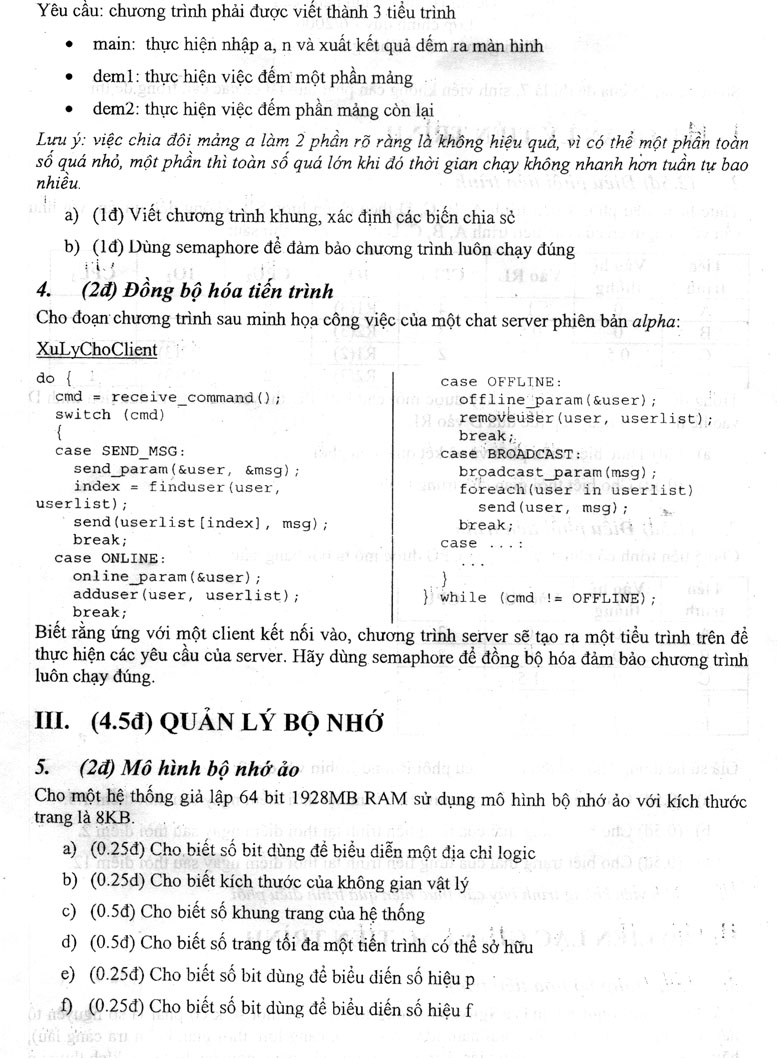 Yêu cầu: chương trình phải được viết thành 3 tiểu trình
• main: thực hiện nhập a, n và xuất kết quả đếm ra màn hình
• dem1: thực hiện việc đếm một phần mảng
• dem2: thực hiện việc đếm phần mảng còn lại
Lưu ý: việc chia đôi mảng a làm 2 phần rõ ràng là không hiệu quả, vì có thể một phần toàn
số quá nhỏ, một phần thì toàn số quá lớn khi đó thời gian chạy không nhanh hơn tuần tự bao
nhiêu.
a) (1đ) Viết chương trình khung, xác định các biến chia sẻ
b) (1đ) Dùng semaphore để đảm bảo chương trình luôn chạy đúng
4. (2đ) Đồng bộ hóa tiến trình
Cho đoạn chương trình sau minh họa công việc của một chat server phiên bản alpha:
XuLyChoClient
do {
cmd = receive_command();
switch (cmd)
{
case SEND_MSG:
send_param(&user, &msg);
index = finduser(user,
userlist);
send(userlist[index], msg);
break;
case ONLINE:
online_param(&user);
adduser(user, userlist);
break;
case OFFLINE:
offline_param(&user);
removeuser(user, userlist);
break;
case BROADCAST:
broadcast_param(msg);
foreach(user in userlist)
send(user, msg);
break;
case ...:
...
}
} while (cmd != OFFLINE);
Biết rằng ứng với một client kết nối vào, chương trình server sẽ tạo ra một tiểu trình trên để
thực hiện các yêu cầu của server. Hãy dùng semaphore để đồng bộ hóa đảm bảo chương trình
luôn chạy đúng.
III. (4.5đ) QUẢN LÝ BỘ NHỚ
5. (2đ) Mô hình bộ nhớ ảo
Cho một hệ thống giả lập 64 bit 1928MB RAM sử dụng mô hình bộ nhớ ảo với kích thước
trang là 8KB.
a) (0.25đ) Cho biết số bit dùng để biểu diễn một địa chỉ logic
b) (0.25d) Cho biết kích thước của không gian vật lý
c) (0.5đ) Cho biết số khung trang của hệ thống
d) (0.5đ) Cho biết số trang tối đa một tiến trình có thể sở hữu
e) (0.25đ) Cho biết số bit dùng để biểu diến số hiệu p
f) (0.25đ) Cho biết số bit dùng để biểu diến số hiệu f